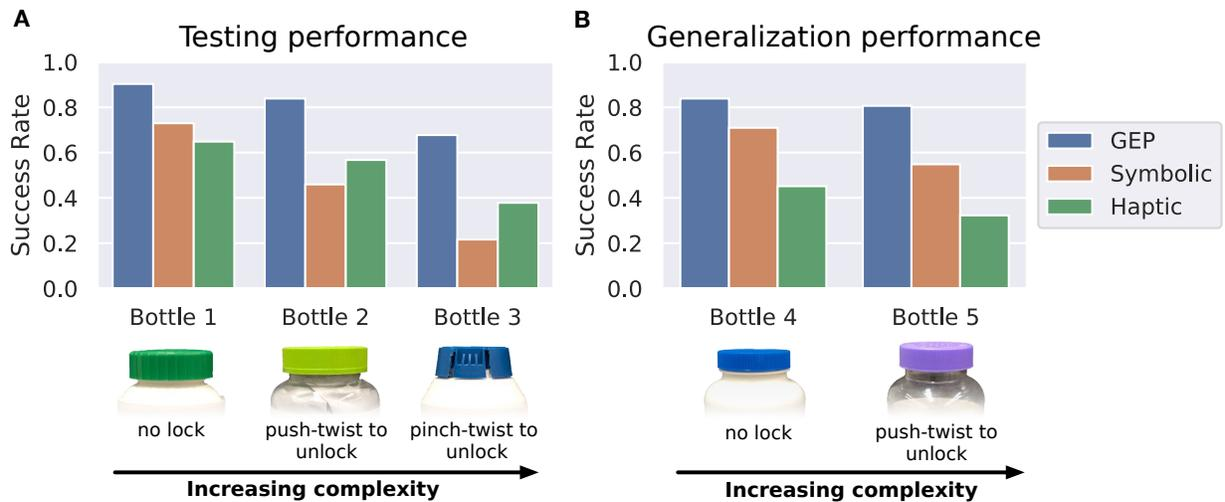 A
Testing performance
Success Rate
1.0
0.8
0.6
0.4
0.2
0.0
Bottle 1
Bottle 2
Bottle 3
no lock
push-twist to
unlock
pinch-twist to
unlock
Increasing complexity
B
Generalization performance
Success Rate
1.0
0.8
0.6
0.4
0.2
0.0
Bottle 4
Bottle 5
no lock
push-twist to
unlock
Increasing complexity
GEP
Symbolic
Haptic